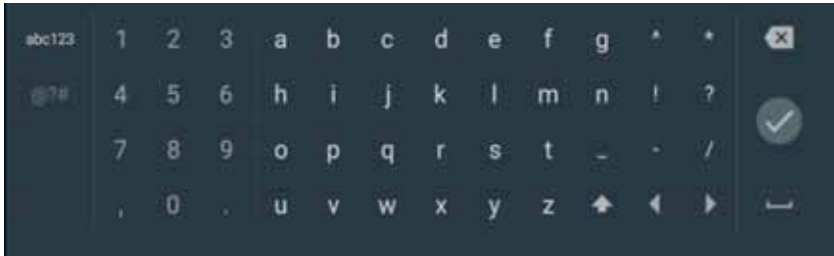 abc123 1 2 3 a b c d e f g ^ *
@?# 4 5 6 h i j k l m n ! ?
7 8 9 o p q r s t _ - /
, 0 . u v w x y z